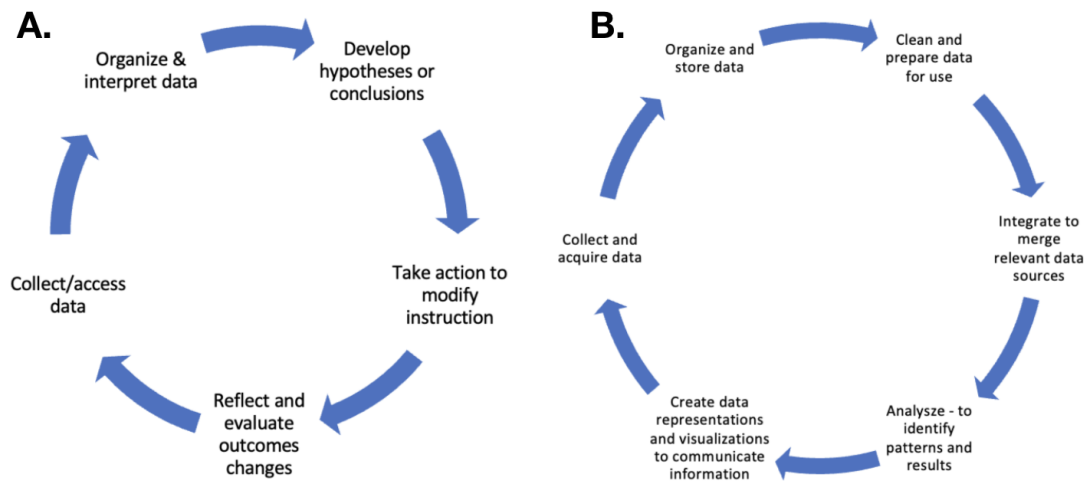 A.
Organize &
interpret data
Develop
hypotheses or
conclusions
Take action to
modify
instruction
Reflect and
evaluate
outcomes
changes
Collect/access
data
B.
Organize and
store data
Clean and
prepare data
for use
Integrate to
merge
relevant data
sources
Analysze - to
identify
patterns and
results
Create data
representations
and visualizations
to communicate
information
Collect and
acquire data